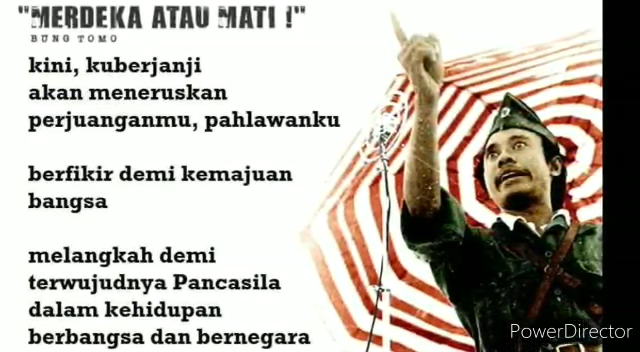 "MERDEKA ATAU MATI !"
BUNG TOMO
kini, kuberjanji
akan meneruskan
perjuanganmu, pahlawanku
berfikir demi kemajuan
bangsa
melangkah demi
terwujudnya Pancasila
dalam kehidupan
berbangsa dan bernegara
PowerDirector